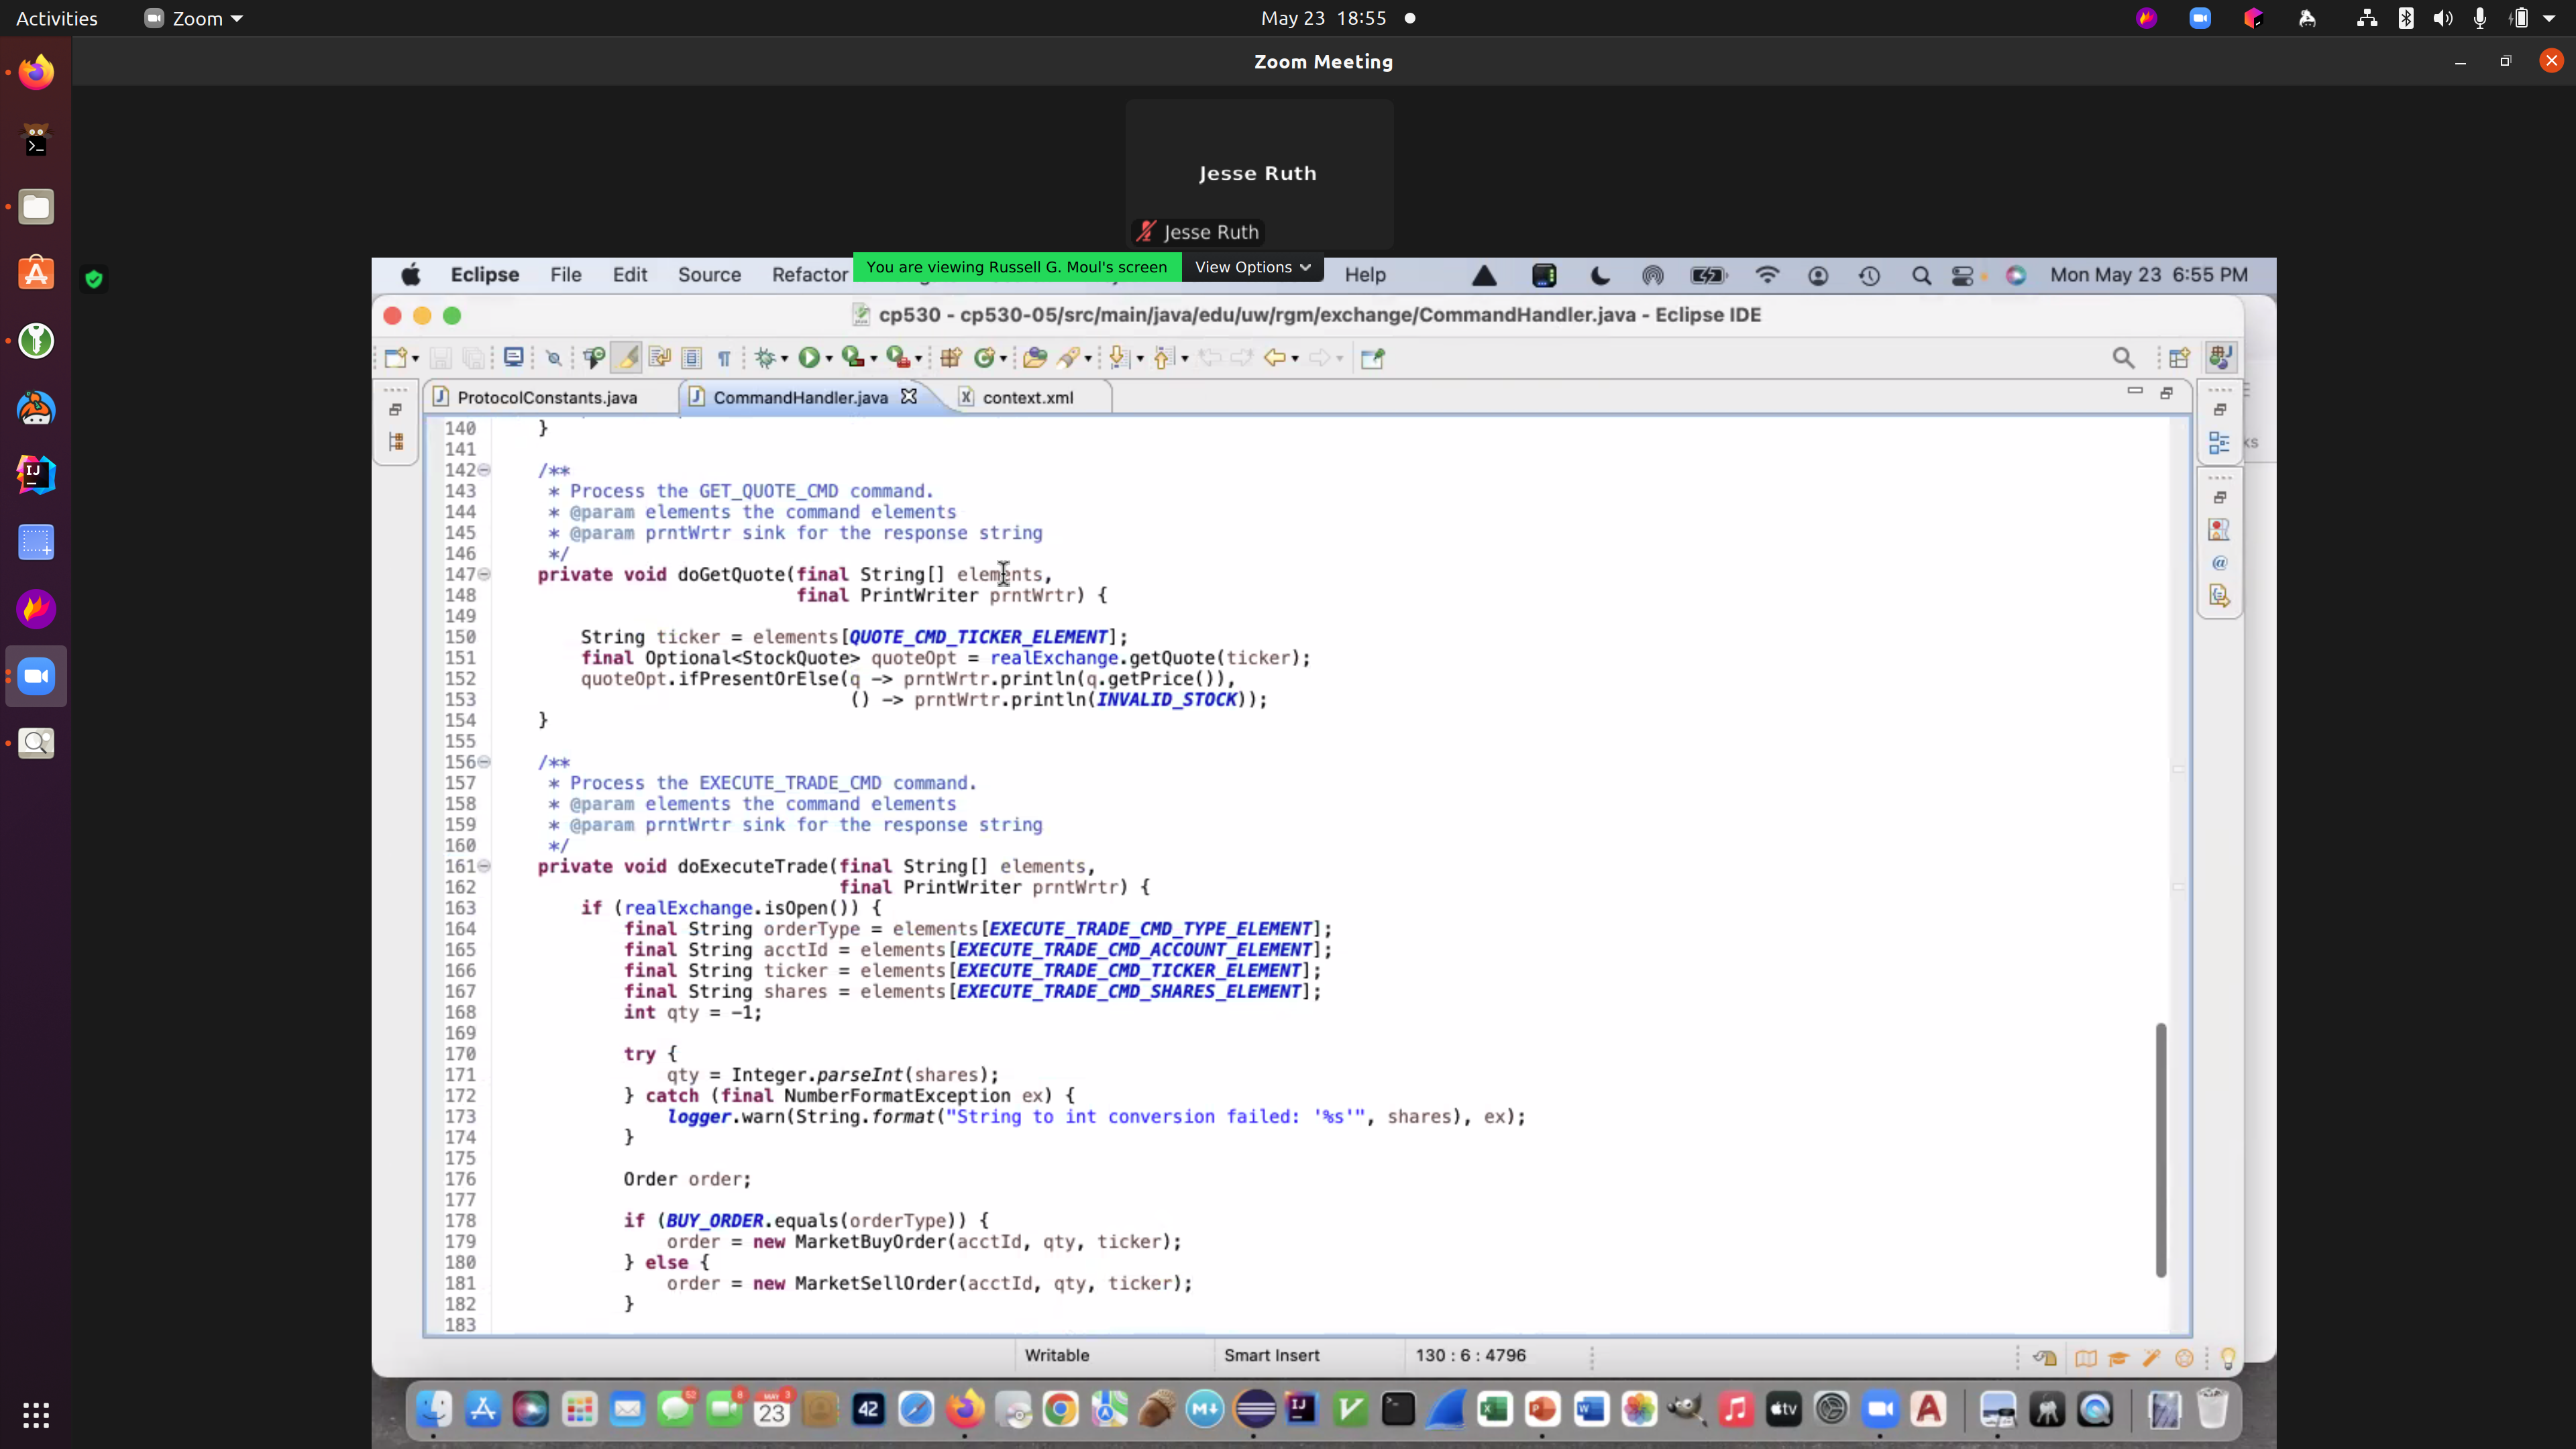 Activities
Zoom
May 23 18:55
Zoom Meeting
Jesse Ruth
Jesse Ruth
You are viewing Russell G. Moul's screen
View Options
Eclipse File Edit Source Refactor Help
Mon May 23 6:55 PM
cp530 - cp530-05/src/main/java/edu/uw/rgm/exchange/CommandHandler.java - Eclipse IDE
ProtocolConstants.java
CommandHandler.java
context.xml
140 }
141
142 /**
143 * Process the GET_QUOTE_CMD command.
144 * @param elements the command elements
145 * @param prntWrtr sink for the response string
146 */
147 private void doGetQuote(final String[] elements,
148 final PrintWriter prntWrtr) {
149
150 String ticker = elements[QUOTE_CMD_TICKER_ELEMENT];
151 final Optional<StockQuote> quoteOpt = realExchange.getQuote(ticker);
152 quoteOpt.ifPresentOrElse(q -> prntWrtr.println(q.getPrice()),
153 () -> prntWrtr.println(INVALID_STOCK));
154 }
155
156 /**
157 * Process the EXECUTE_TRADE_CMD command.
158 * @param elements the command elements
159 * @param prntWrtr sink for the response string
160 */
161 private void doExecuteTrade(final String[] elements,
162 final PrintWriter prntWrtr) {
163 if (realExchange.isOpen()) {
164 final String orderType = elements[EXECUTE_TRADE_CMD_TYPE_ELEMENT];
165 final String acctId = elements[EXECUTE_TRADE_CMD_ACCOUNT_ELEMENT];
166 final String ticker = elements[EXECUTE_TRADE_CMD_TICKER_ELEMENT];
167 final String shares = elements[EXECUTE_TRADE_CMD_SHARES_ELEMENT];
168 int qty = -1;
169
170 try {
171 qty = Integer.parseInt(shares);
172 } catch (final NumberFormatException ex) {
173 logger.warn(String.format("String to int conversion failed: '%s'", shares), ex);
174 }
175
176 Order order;
177
178 if (BUY_ORDER.equals(orderType)) {
179 order = new MarketBuyOrder(acctId, qty, ticker);
180 } else {
181 order = new MarketSellOrder(acctId, qty, ticker);
182 }
183
Writable
Smart Insert
130 : 6 : 4796